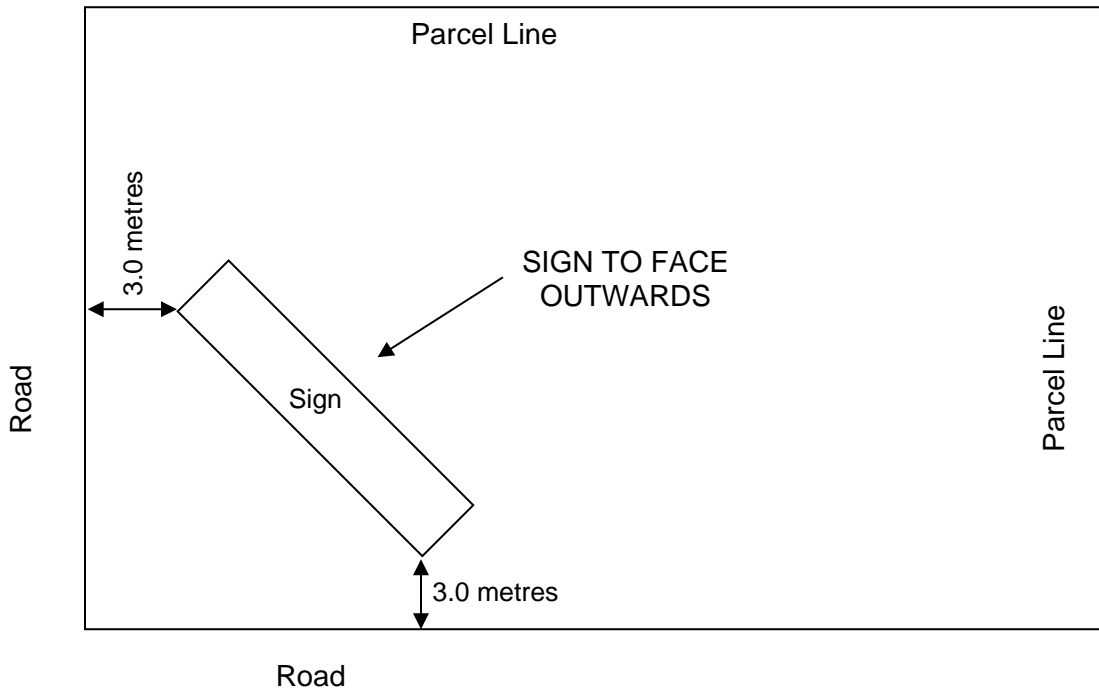 Parcel Line
3.0 metres
SIGN TO FACE
OUTWARDS
Road
Sign
Parcel Line
3.0 metres
Road